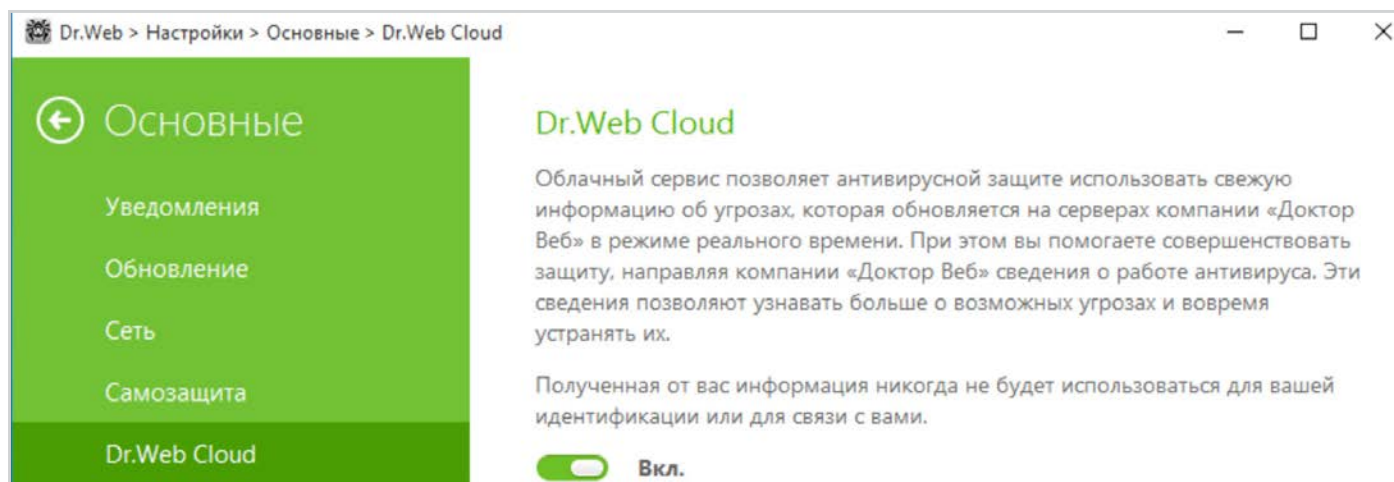 Dr.Web > Настройки > Основные > Dr.Web Cloud
Основные
Уведомления
Обновление
Сеть
Самозащита
Dr.Web Cloud
Dr.Web Cloud
Облачный сервис позволяет антивирусной защите использовать свежую
информацию об угрозах, которая обновляется на серверах компании «Доктор
Веб» в режиме реального времени. При этом вы помогаете совершенствовать
защиту, направляя компании «Доктор Веб» сведения о работе антивируса. Эти
сведения позволяют узнавать больше о возможных угрозах и вовремя
устранять их.
Полученная от вас информация никогда не будет использоваться для вашей
идентификации или для связи с вами.
Вкл.